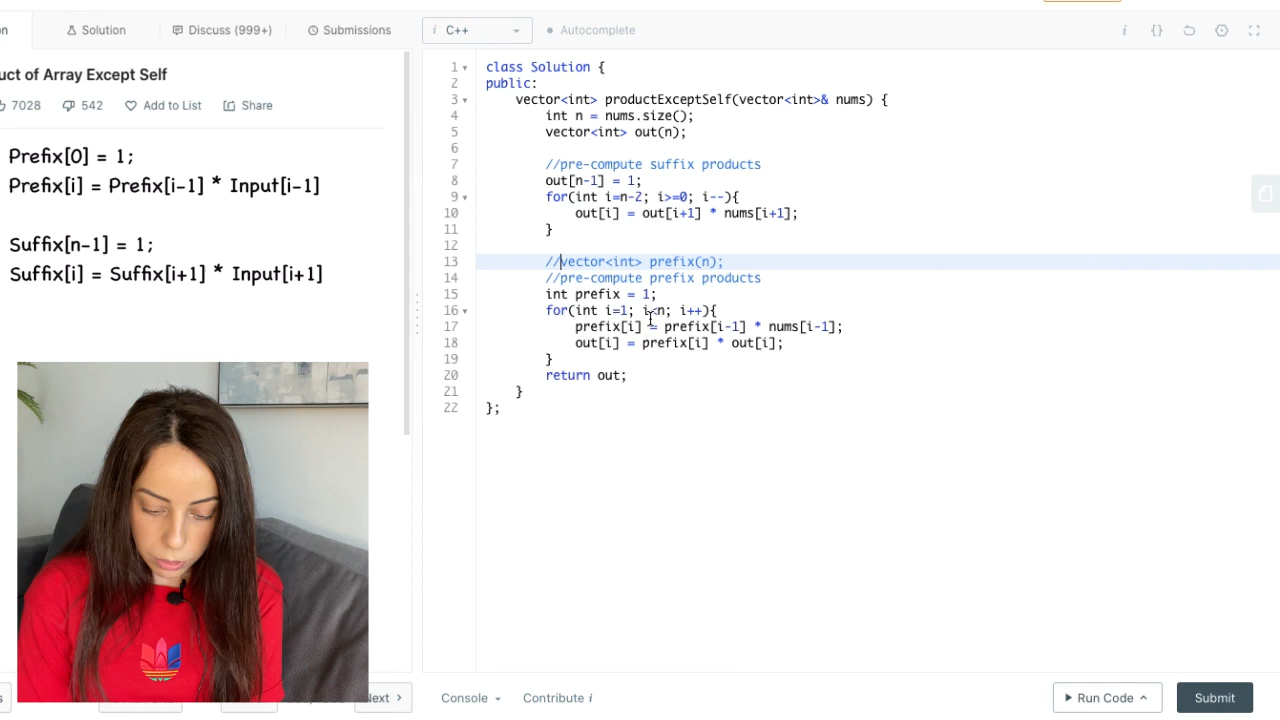 Solution
Discuss (999+)
Submissions
i C++
Autocomplete
i {}
uct of Array Except Self
7028 542 Add to List Share
Prefix[0] = 1;
Prefix[i] = Prefix[i-1] * Input[i-1]
Suffix[n-1] = 1;
Suffix[i] = Suffix[i+1] * Input[i+1]
1 class Solution {
2 public:
3 vector<int> productExceptSelf(vector<int>& nums) {
4 int n = nums.size();
5 vector<int> out(n);
6
7 //pre-compute suffix products
8 out[n-1] = 1;
9 for(int i=n-2; i>=0; i--){
10 out[i] = out[i+1] * nums[i+1];
11 }
12
13 //vector<int> prefix(n);
14 //pre-compute prefix products
15 int prefix = 1;
16 for(int i=1; i<n; i++){
17 prefix[i] = prefix[i-1] * nums[i-1];
18 out[i] = prefix[i] * out[i];
19 }
20 return out;
21 }
22 };
Next >
Console
Contribute i
Run Code
Submit